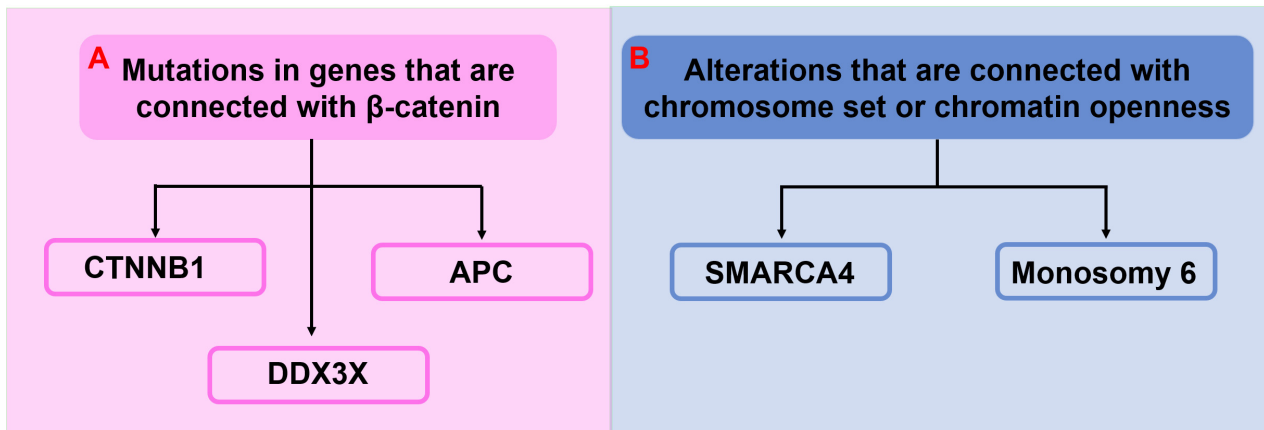 A
Mutations in genes that are
connected with β-catenin
CTNNB1
APC
DDX3X
B
Alterations that are connected with
chromosome set or chromatin openness
SMARCA4
Monosomy 6